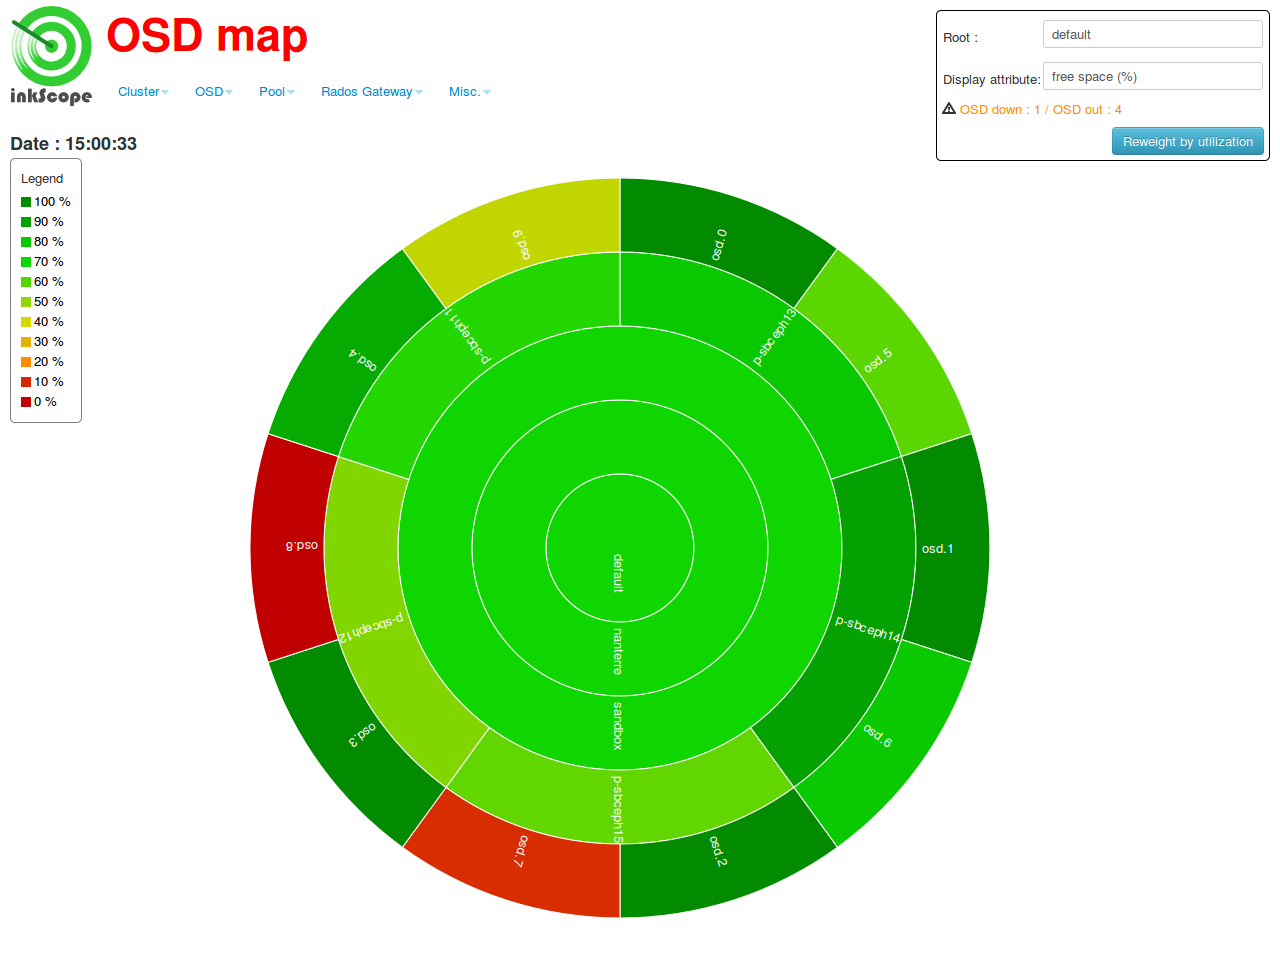 inkScope
OSD map
Cluster OSD Pool Rados Gateway Misc.
Root : default
Display attribute: free space (%)
OSD down : 1 / OSD out : 4
Reweight by utilization
Date : 15:00:33
Legend
100 %
90 %
80 %
70 %
60 %
50 %
40 %
30 %
20 %
10 %
0 %
osd.9
osd.0
osd.4
p-sbceph11
p-sbceph13
osd.5
osd.8
osd.1
default
p-sbceph12
p-sbceph14
nanterre
osd.3
sandbox
osd.6
p-sbceph15
osd.7
osd.2